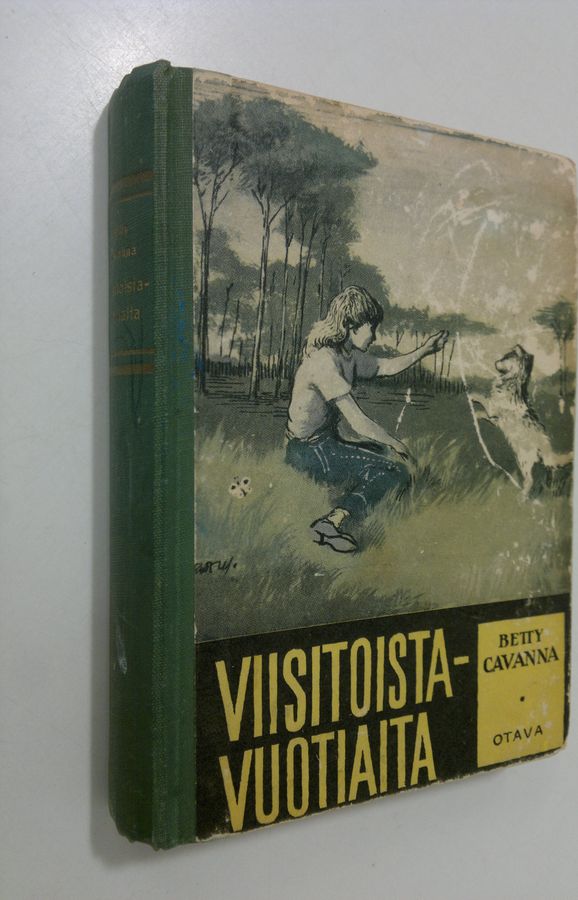 VIISITOISTA-
VUOTIAITA
BETTY
CAVANNA
•
OTAVA